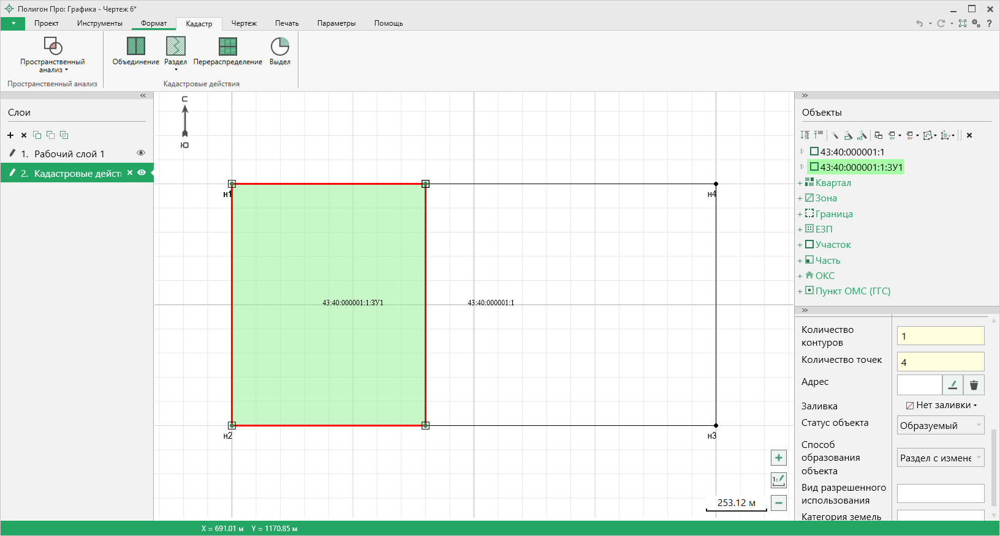 Полигон Про: Графика - Чертеж 6*
Проект Инструменты Формат Кадастр Чертеж Печать Параметры Помощь
Пространственный анализ
Объединение Раздел Перераспределение Выдел
Пространственный анализ Кадастровые действия
Слои
1. Рабочий слой 1
2. Кадастровые дейст
С
Ю
н1
н4
43:40:000001:1:ЗУ1
43:40:000001:1
н2
н3
253.12 м
Объекты
43:40:000001:1
43:40:000001:1:ЗУ1
+ Квартал
+ Зона
+ Граница
+ ЕЗП
+ Участок
+ Часть
+ ОКС
+ Пункт ОМС (ГГС)
Количество контуров 1
Количество точек 4
Адрес
Заливка Нет заливки
Статус объекта Образуемый
Способ образования объекта Раздел с измене
Вид разрешенного использования
Категория земель
X = 691.01 м Y = 1170.85 м